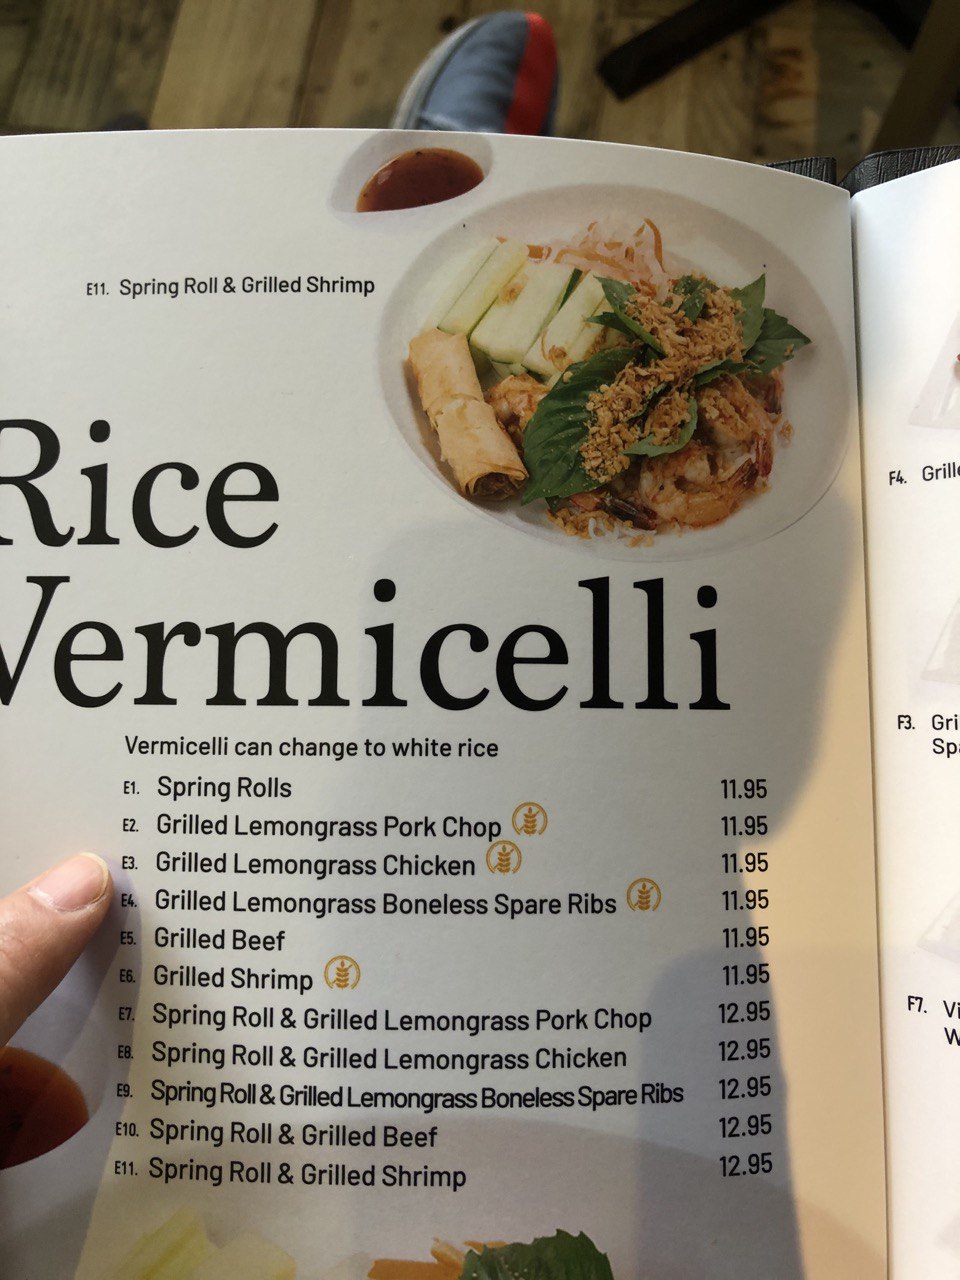 E11. Spring Roll & Grilled Shrimp
Rice
Vermicelli
Vermicelli can change to white rice
E1. Spring Rolls 11.95
E2. Grilled Lemongrass Pork Chop 11.95
E3. Grilled Lemongrass Chicken 11.95
E4. Grilled Lemongrass Boneless Spare Ribs 11.95
E5. Grilled Beef 11.95
E6. Grilled Shrimp 11.95
E7. Spring Roll & Grilled Lemongrass Pork Chop 12.95
E8. Spring Roll & Grilled Lemongrass Chicken 12.95
E9. Spring Roll & Grilled Lemongrass Boneless Spare Ribs 12.95
E10. Spring Roll & Grilled Beef 12.95
E11. Spring Roll & Grilled Shrimp 12.95
F4.
F3.
F7.